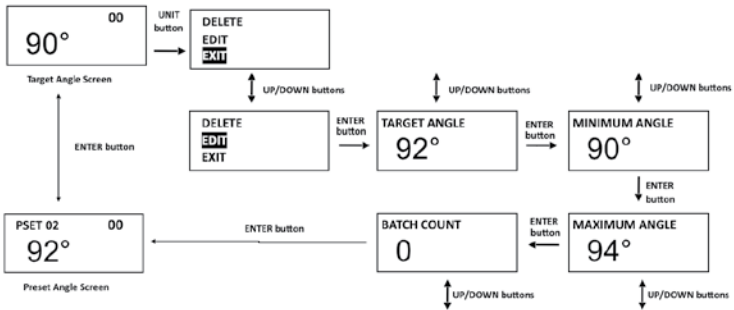 00
90°
Target Angle Screen
UNIT
button
DELETE
EDIT
EXIT
UP/DOWN buttons
UP/DOWN buttons
UP/DOWN buttons
ENTER button
DELETE
EDIT
EXIT
ENTER
button
TARGET ANGLE
92°
ENTER
button
MINIMUM ANGLE
90°
ENTER
button
PSET 02 00
92°
Preset Angle Screen
ENTER button
BATCH COUNT
0
ENTER
button
MAXIMUM ANGLE
94°
UP/DOWN buttons
UP/DOWN buttons